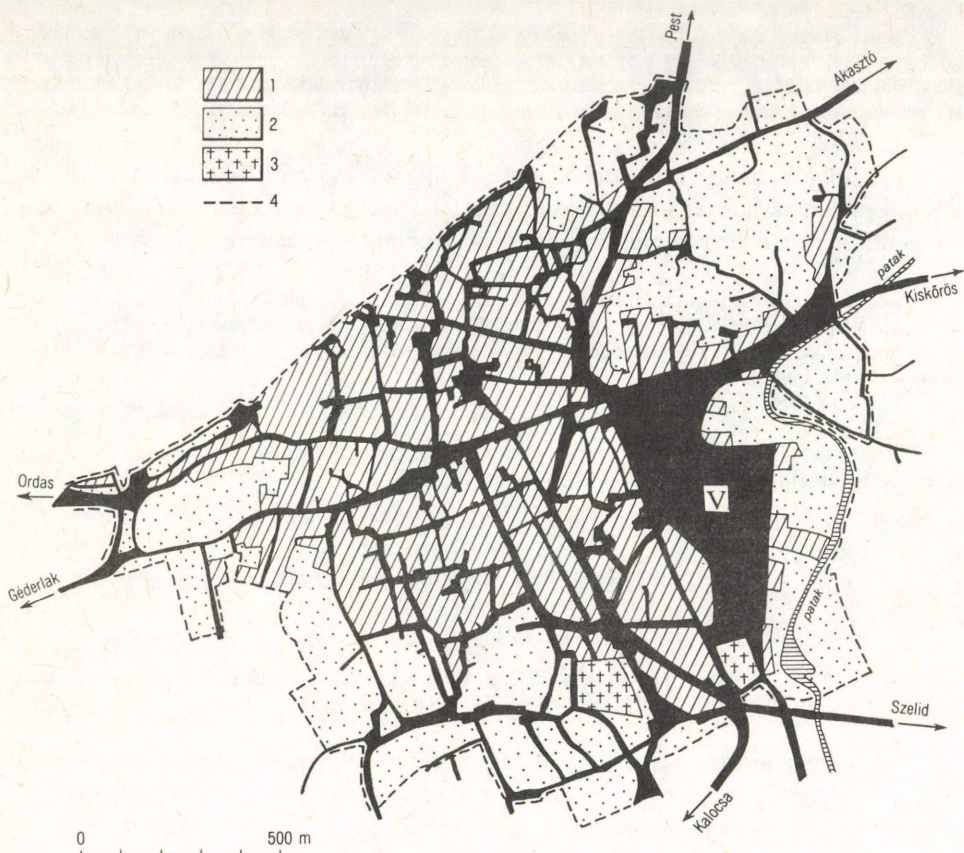 Pest
Akasztó
1
2
3
4
patak
Kiskőrös
Ordas
V
Géderlak
patak
Szelid
Kalocsa
0 500 m